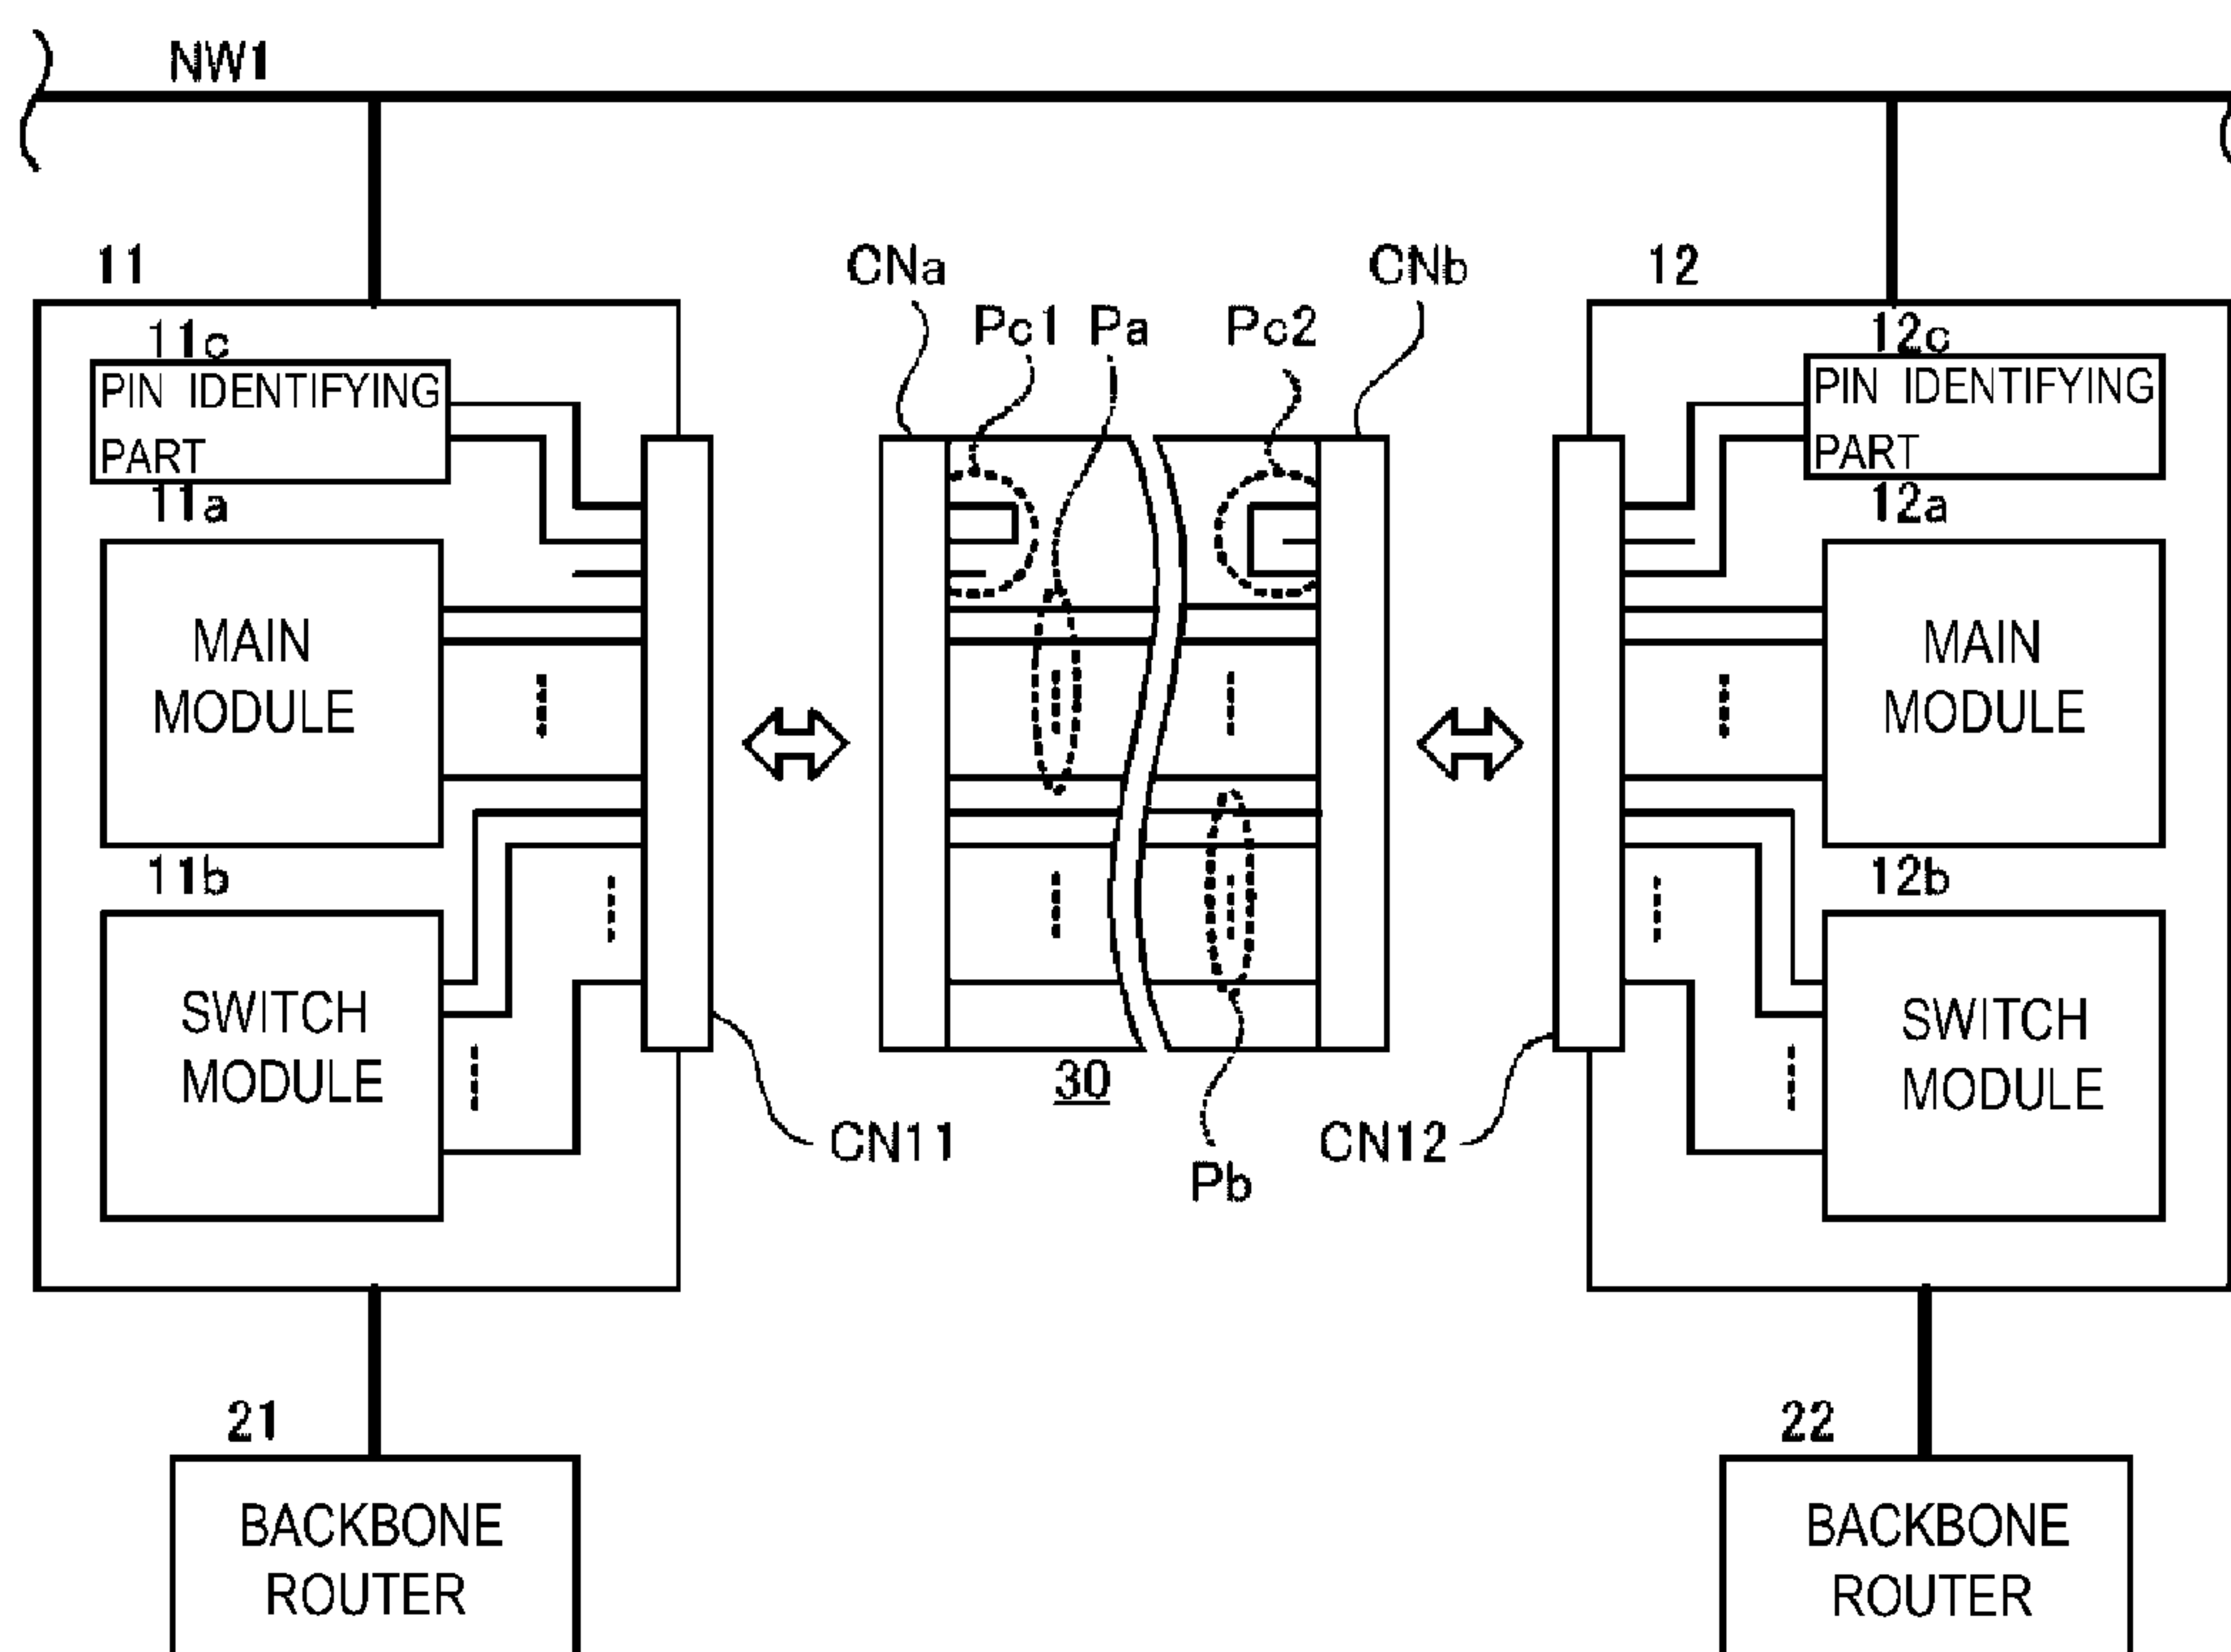 NW1
11
CNa
CNb
12
Pc1
Pa
Pc2
11c
12c
PIN IDENTIFYING
PART
PIN IDENTIFYING
PART
11a
12a
MAIN
MODULE
MAIN
MODULE
11b
12b
SWITCH
MODULE
SWITCH
MODULE
30
CN11
CN12
Pb
21
22
BACKBONE
ROUTER
BACKBONE
ROUTER